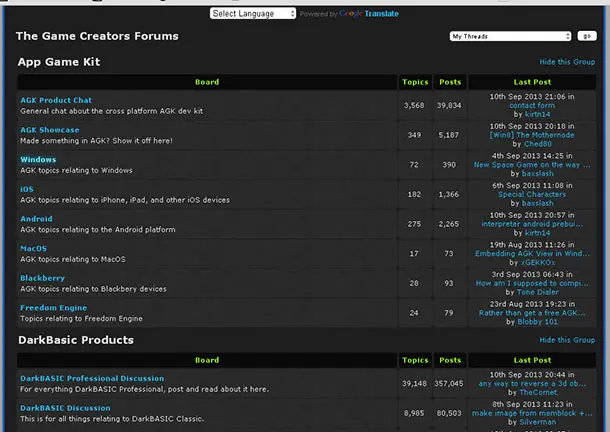 Select Language Powered by Google Translate
The Game Creators Forums My Threads go
App Game Kit Hide this Group
Board Topics Posts Last Post
AGK Product Chat
General chat about the cross platform AGK dev kit
3,568 39,834
10th Sep 2013 21:06 in
contact form
by kirtn14
AGK Showcase
Made something in AGK? Show it off here!
349 5,187
10th Sep 2013 20:18 in
[Win8] The Mothernode
by Ched80
Windows
AGK topics relating to Windows
72 390
4th Sep 2013 14:25 in
New Space Game on the way ...
by baxslash
iOS
AGK topics relating to iPhone, iPad, and other iOS devices
182 1,366
6th Sep 2013 11:08 in
Special Characters
by baxslash
Android
AGK topics relating to the Android platform
275 2,265
10th Sep 2013 20:57 in
interpreter android prebui...
by kirtn14
MacOS
AGK topics relating to MacOS
17 73
19th Aug 2013 11:26 in
Embedding AGK View in Wind...
by xGEKKOx
Blackberry
AGK topics relating to Blackbery devices
28 93
3rd Sep 2013 06:43 in
How am I supposed to compi...
by Tone Dialer
Freedom Engine
Topics relating to Freedom Engine
24 79
23rd Aug 2013 19:23 in
Rather than get a free AGK...
by Blobby 101
DarkBASIC Products Hide this Group
Board Topics Posts Last Post
DarkBASIC Professional Discussion
For everything DarkBASIC Professional, post and read about it here.
39,148 357,045
10th Sep 2013 20:44 in
any way to reverse a 3d ob...
by TheComet
DarkBASIC Discussion
This is for all things relating to DarkBASIC Classic.
8,985 80,503
8th Sep 2013 11:23 in
make image from memblock +...
by Silverman